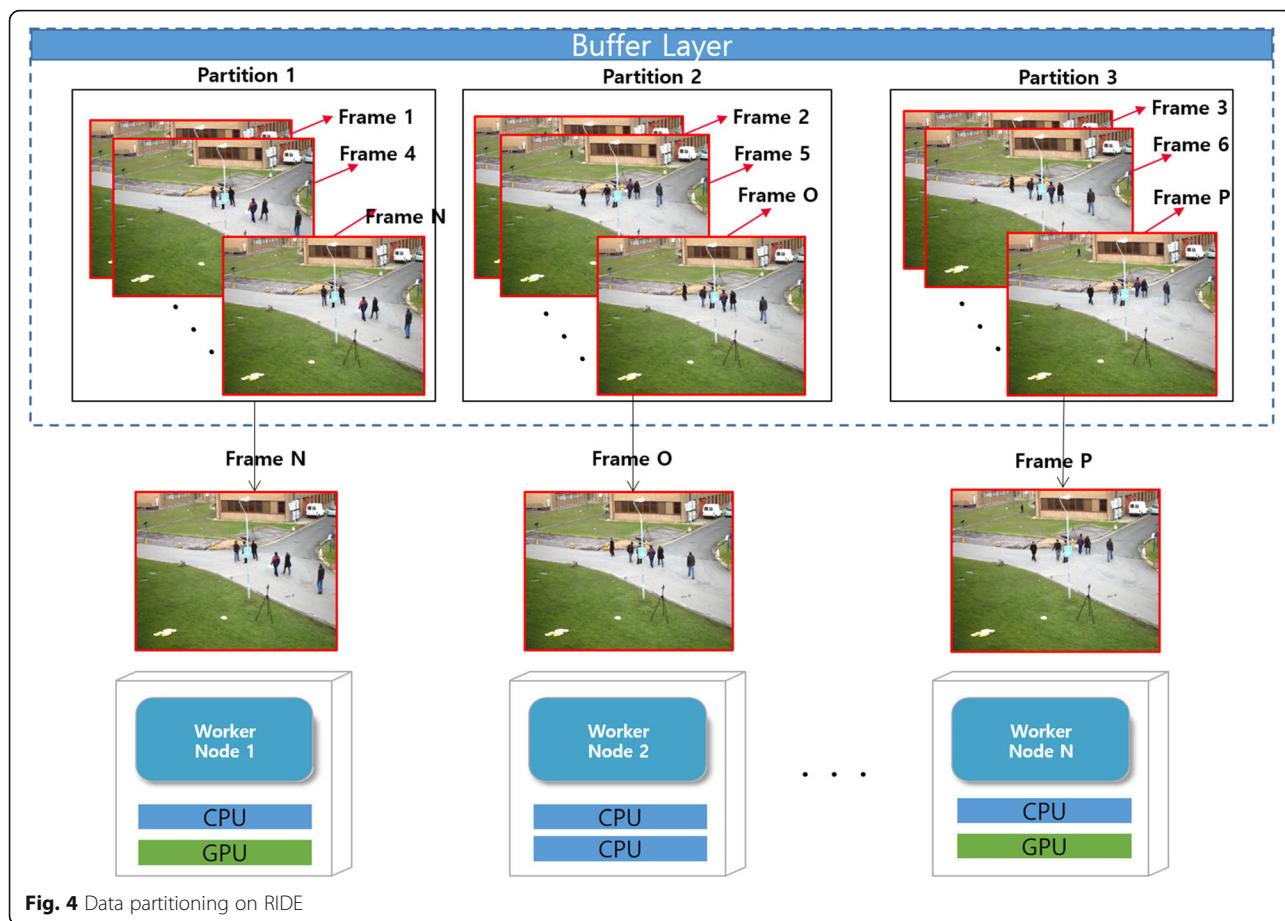 Buffer Layer
Partition 1
Partition 2
Partition 3
Frame 1
Frame 4
Frame N
Frame 2
Frame 5
Frame O
Frame 3
Frame 6
Frame P
Frame N
Frame O
Frame P
Worker
Node 1
CPU
GPU
Worker
Node 2
CPU
CPU
. . .
Worker
Node N
CPU
GPU
Fig. 4 Data partitioning on RIDE